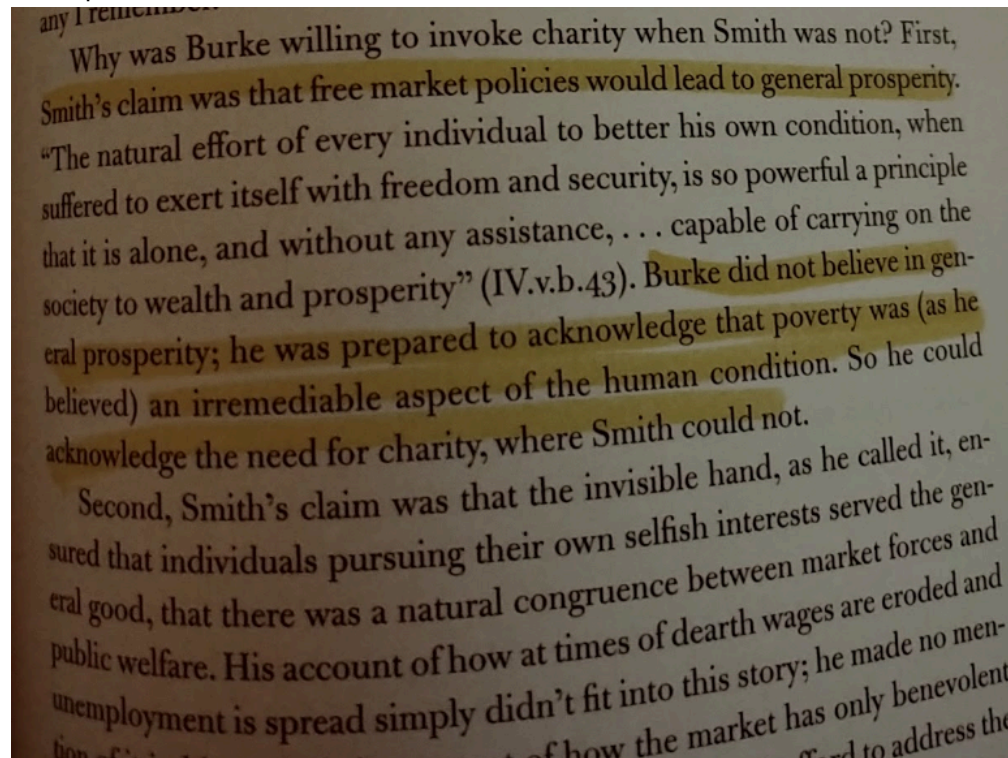 any I remember.
Why was Burke willing to invoke charity when Smith was not? First,
Smith’s claim was that free market policies would lead to general prosperity.
“The natural effort of every individual to better his own condition, when
suffered to exert itself with freedom and security, is so powerful a principle
that it is alone, and without any assistance, . . . capable of carrying on the
society to wealth and prosperity” (IV.v.b.43). Burke did not believe in gen-
eral prosperity; he was prepared to acknowledge that poverty was (as he
believed) an irremediable aspect of the human condition. So he could
acknowledge the need for charity, where Smith could not.
Second, Smith’s claim was that the invisible hand, as he called it, en-
sured that individuals pursuing their own selfish interests served the gen-
eral good, that there was a natural congruence between market forces and
public welfare. His account of how at times of dearth wages are eroded and
unemployment is spread simply didn’t fit into this story; he made no men-
tion of how the market has only benevolent
to address the